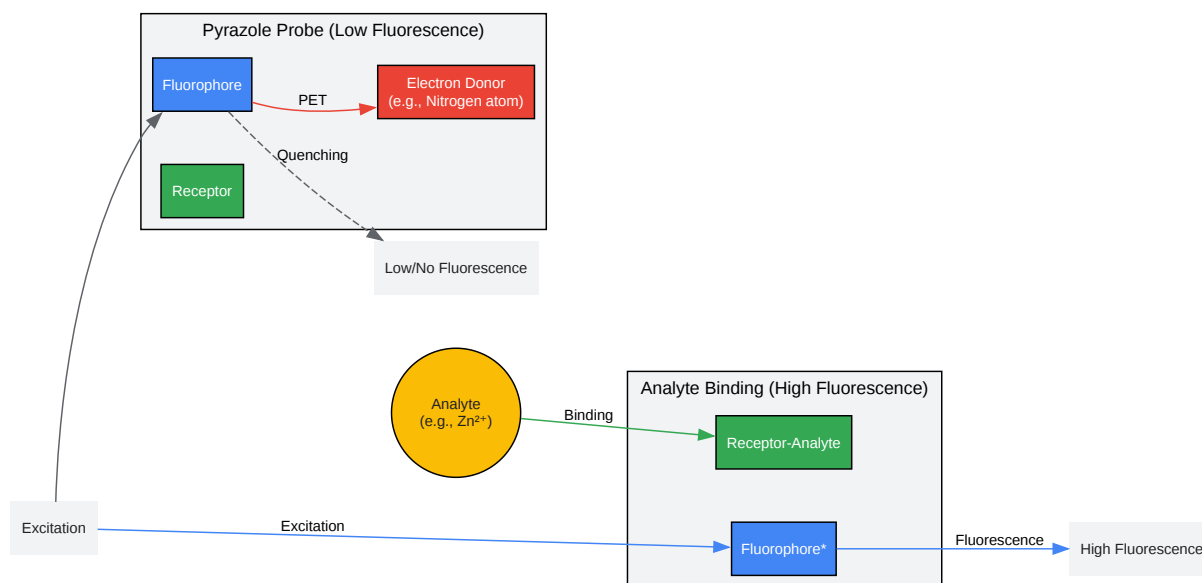 Pyrazole Probe (Low Fluorescence)
Fluorophore
PET
Electron Donor
(e.g., Nitrogen atom)
Quenching
Receptor
Low/No Fluorescence
Analyte
(e.g., Zn²⁺)
Binding
Analyte Binding (High Fluorescence)
Receptor-Analyte
Excitation
Excitation
Fluorophore*
Fluorescence
High Fluorescence